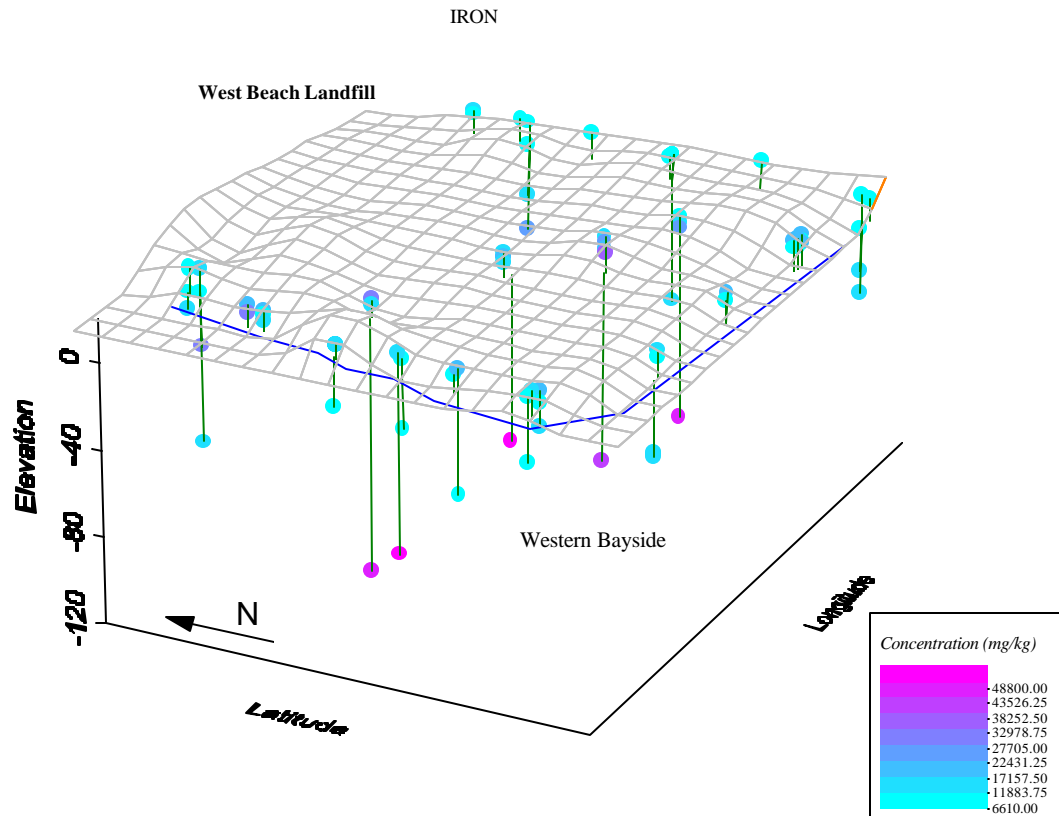 IRON
West Beach Landfill
0
-40
-80
-120
Elevation
Western Bayside
N
Latitude
Longitude
Concentration (mg/kg)
48800.00
43526.25
38252.50
32978.75
27705.00
22431.25
17157.50
11883.75
6610.00